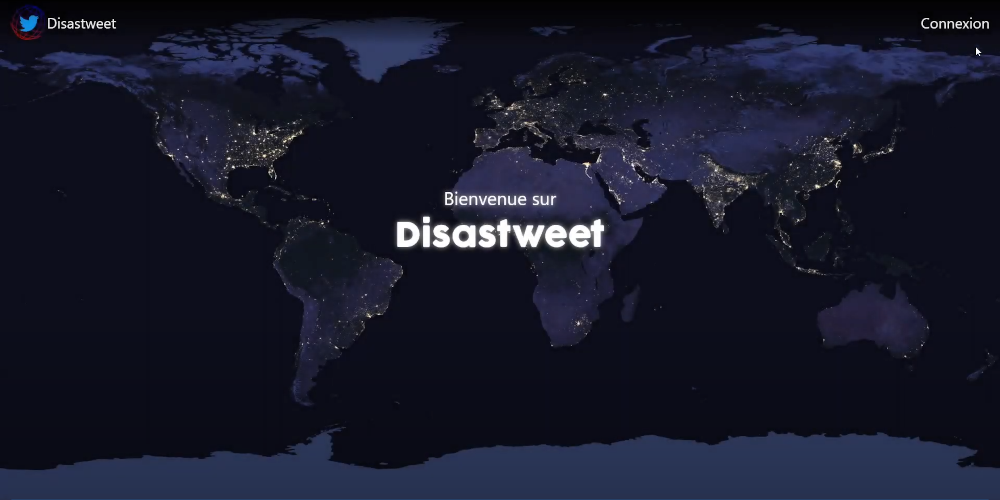 Disastweet
Connexion
Bienvenue sur
Disastweet